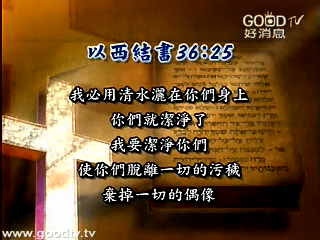 GOOD TV
好消息
以西結書36:25
我必用清水灑在你們身上
你們就潔淨了
我要潔淨你們
使你們脫離一切的污穢
棄掉一切的偶像
www.goodtv.tv